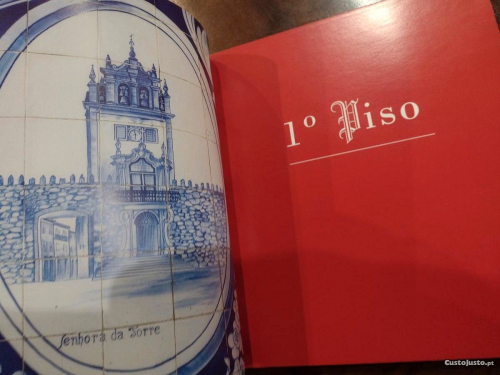 Senhora da Torre
1º Piso
CustoJusto.pt